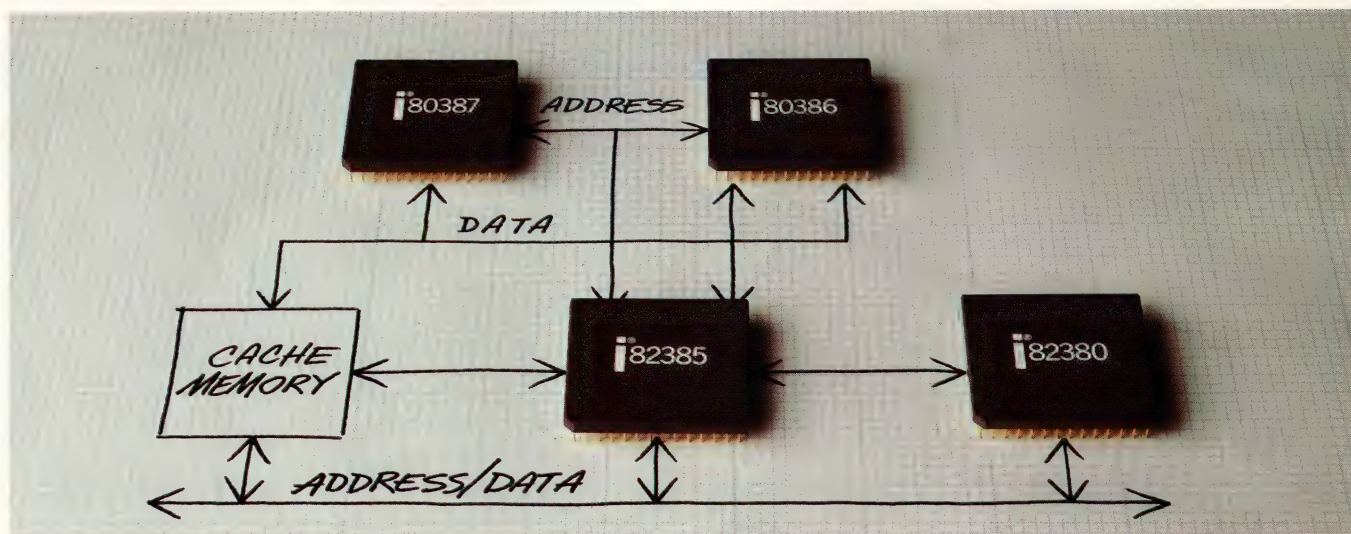 i 80387
ADDRESS
i 80386
DATA
CACHE
MEMORY
i 82385
i 82380
ADDRESS/DATA